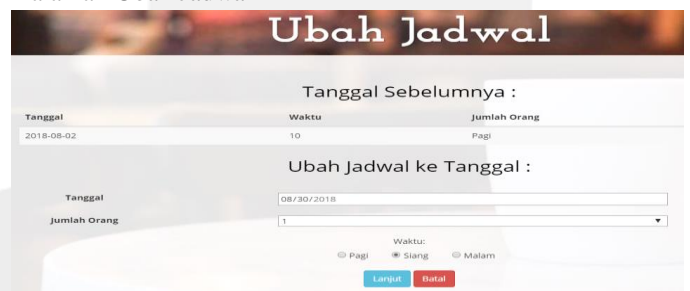 Ubah Jadwal
Tanggal Sebelumnya :
Tanggal Waktu Jumlah Orang
2018-08-02 10 Pagi
Ubah Jadwal ke Tanggal :
Tanggal 08/30/2018
Jumlah Orang 1
Waktu:
Pagi Siang Malam
Lanjut Batal